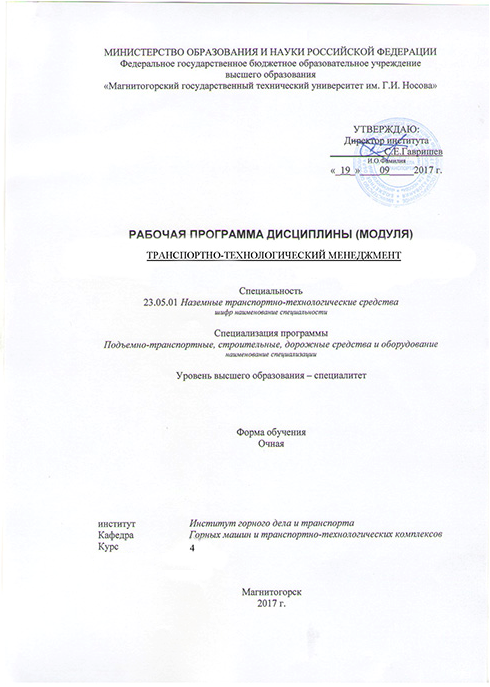 МИНИСТЕРСТВО ОБРАЗОВАНИЯ И НАУКИ РОССИЙСКОЙ ФЕДЕРАЦИИ
Федеральное государственное бюджетное образовательное учреждение
высшего образования
«Магнитогорский государственный технический университет им. Г.И. Носова»
УТВЕРЖДАЮ:
Директор института
С.Е.Гавришев
И.О.Фамилия
« 19 » 09 2017 г.
РАБОЧАЯ ПРОГРАММА ДИСЦИПЛИНЫ (МОДУЛЯ)
ТРАНСПОРТНО-ТЕХНОЛОГИЧЕСКИЙ МЕНЕДЖМЕНТ
Специальность
23.05.01 Наземные транспортно-технологические средства
шифр наименование специальности
Специализация программы
Подъемно-транспортные, строительные, дорожные средства и оборудование
наименование специализации
Уровень высшего образования – специалитет
Форма обучения
Очная
институт Институт горного дела и транспорта
Кафедра Горных машин и транспортно-технологических комплексов
Курс 4
Магнитогорск
2017 г.